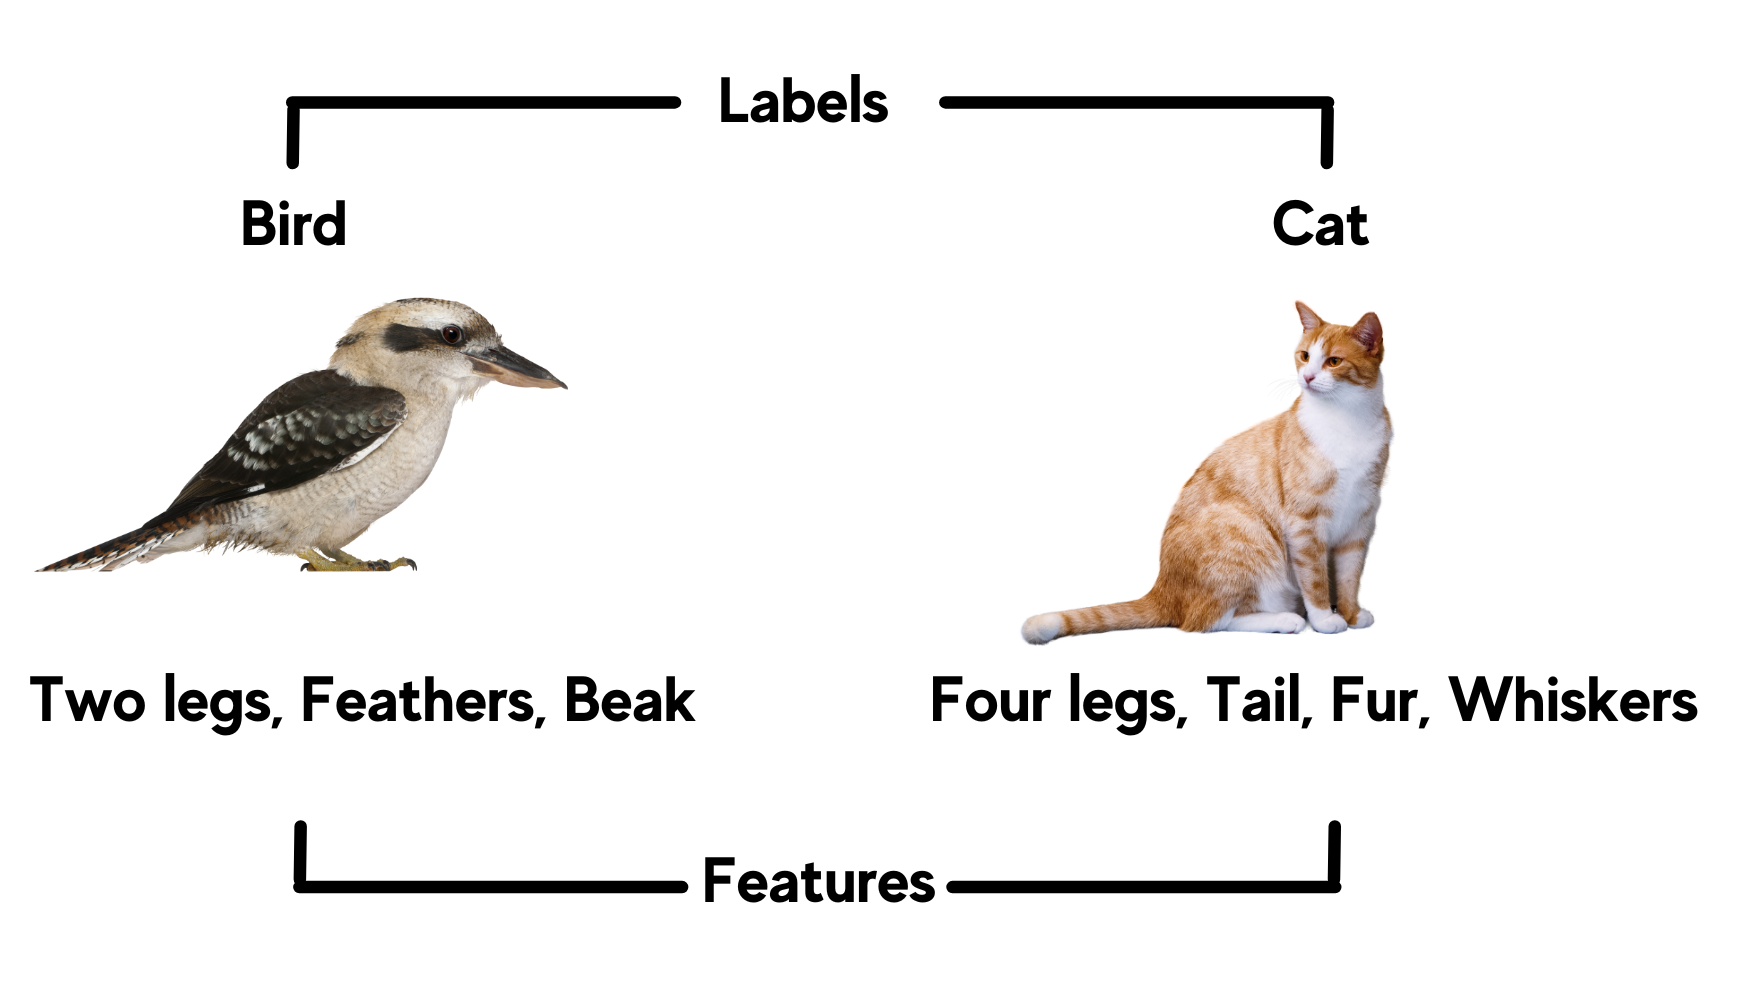 Labels
Bird
Cat
Two legs, Feathers, Beak
Four legs, Tail, Fur, Whiskers
Features